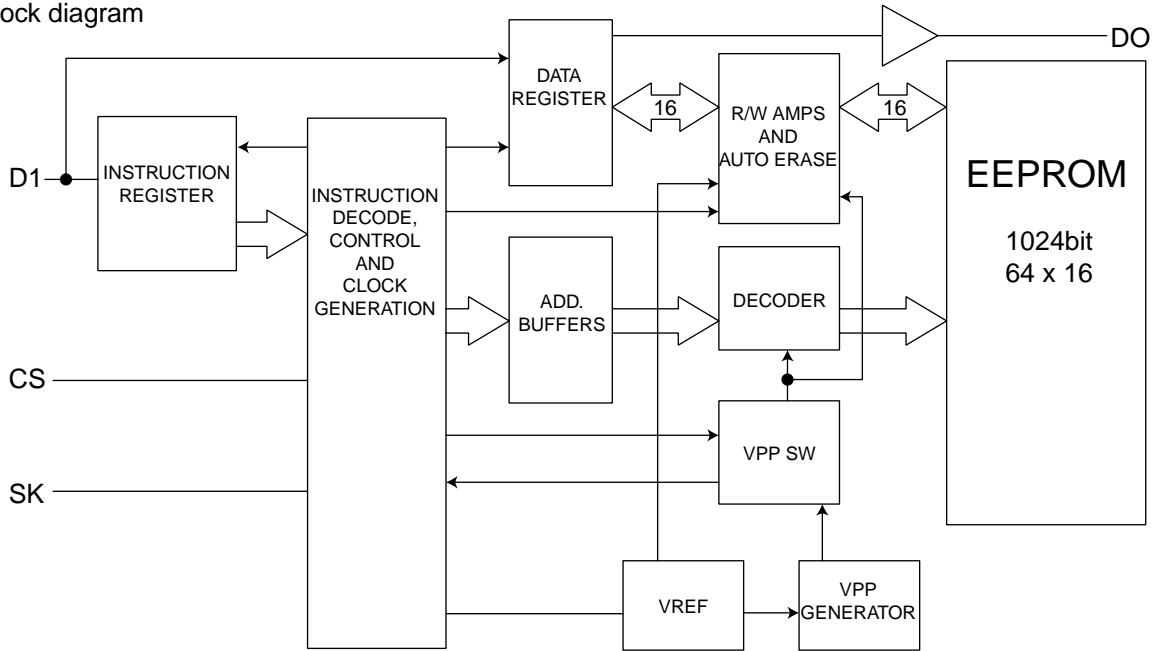 ock diagram
DO
DATA
REGISTER
16
R/W AMPS
AND
AUTO ERASE
16
EEPROM
1024bit
64 x 16
D1
INSTRUCTION
REGISTER
INSTRUCTION
DECODE,
CONTROL
AND
CLOCK
GENERATION
ADD.
BUFFERS
DECODER
CS
VPP SW
SK
VREF
VPP
GENERATOR